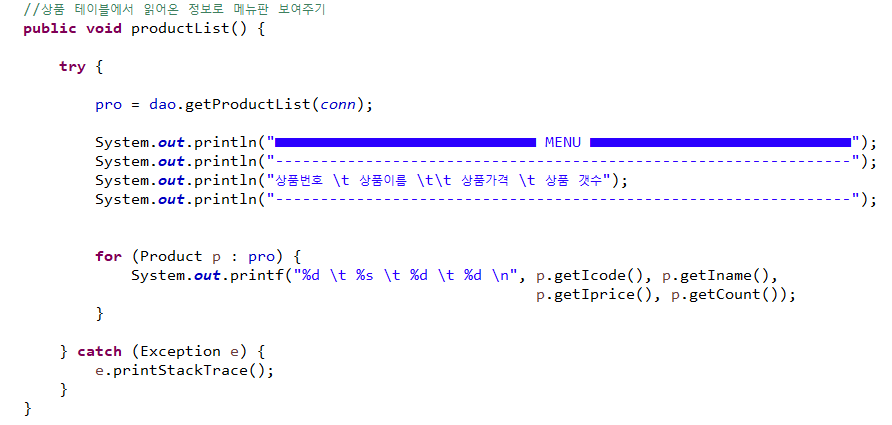 //상품 테이블에서 읽어온 정보로 메뉴판 보여주기
public void productList() {
try {
pro = dao.getProductList(conn);
System.out.println("■■■■■■■■■■■■■■■■■■■■■■■■■■■■■ MENU ■■■■■■■■■■■■■■■■■■■■■■■■■■■■■");
System.out.println("----------------------------------------------------------------");
System.out.println("상품번호 \t 상품이름 \t\t 상품가격 \t 상품 갯수");
System.out.println("----------------------------------------------------------------");
for (Product p : pro) {
System.out.printf("%d \t %s \t %d \t %d \n", p.getIcode(), p.getIname(),
p.getIprice(), p.getCount());
}
} catch (Exception e) {
e.printStackTrace();
}
}